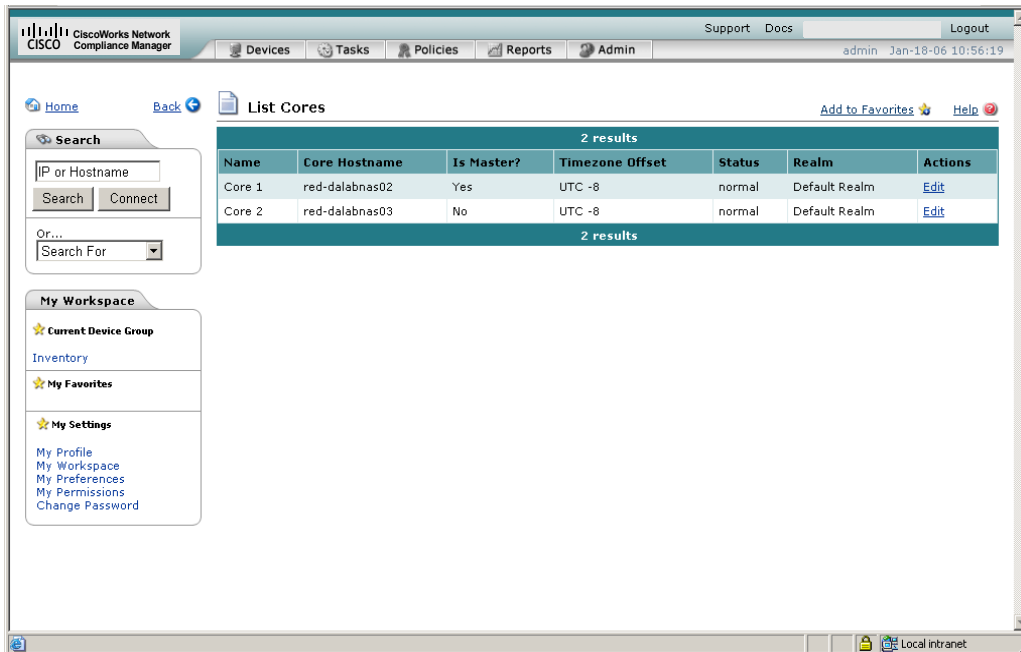 CiscoWorks Network
CISCO Compliance Manager
Support Docs Logout
Devices Tasks Policies Reports Admin
admin Jan-18-06 10:56:19
Home Back
List Cores
Add to Favorites Help
Search
IP or Hostname
Search Connect
Or...
Search For
2 results
Name Core Hostname Is Master? Timezone Offset Status Realm Actions
Core 1 red-dalabnas02 Yes UTC -8 normal Default Realm Edit
Core 2 red-dalabnas03 No UTC -8 normal Default Realm Edit
2 results
My Workspace
Current Device Group
Inventory
My Favorites
My Settings
My Profile
My Workspace
My Preferences
My Permissions
Change Password
Local intranet